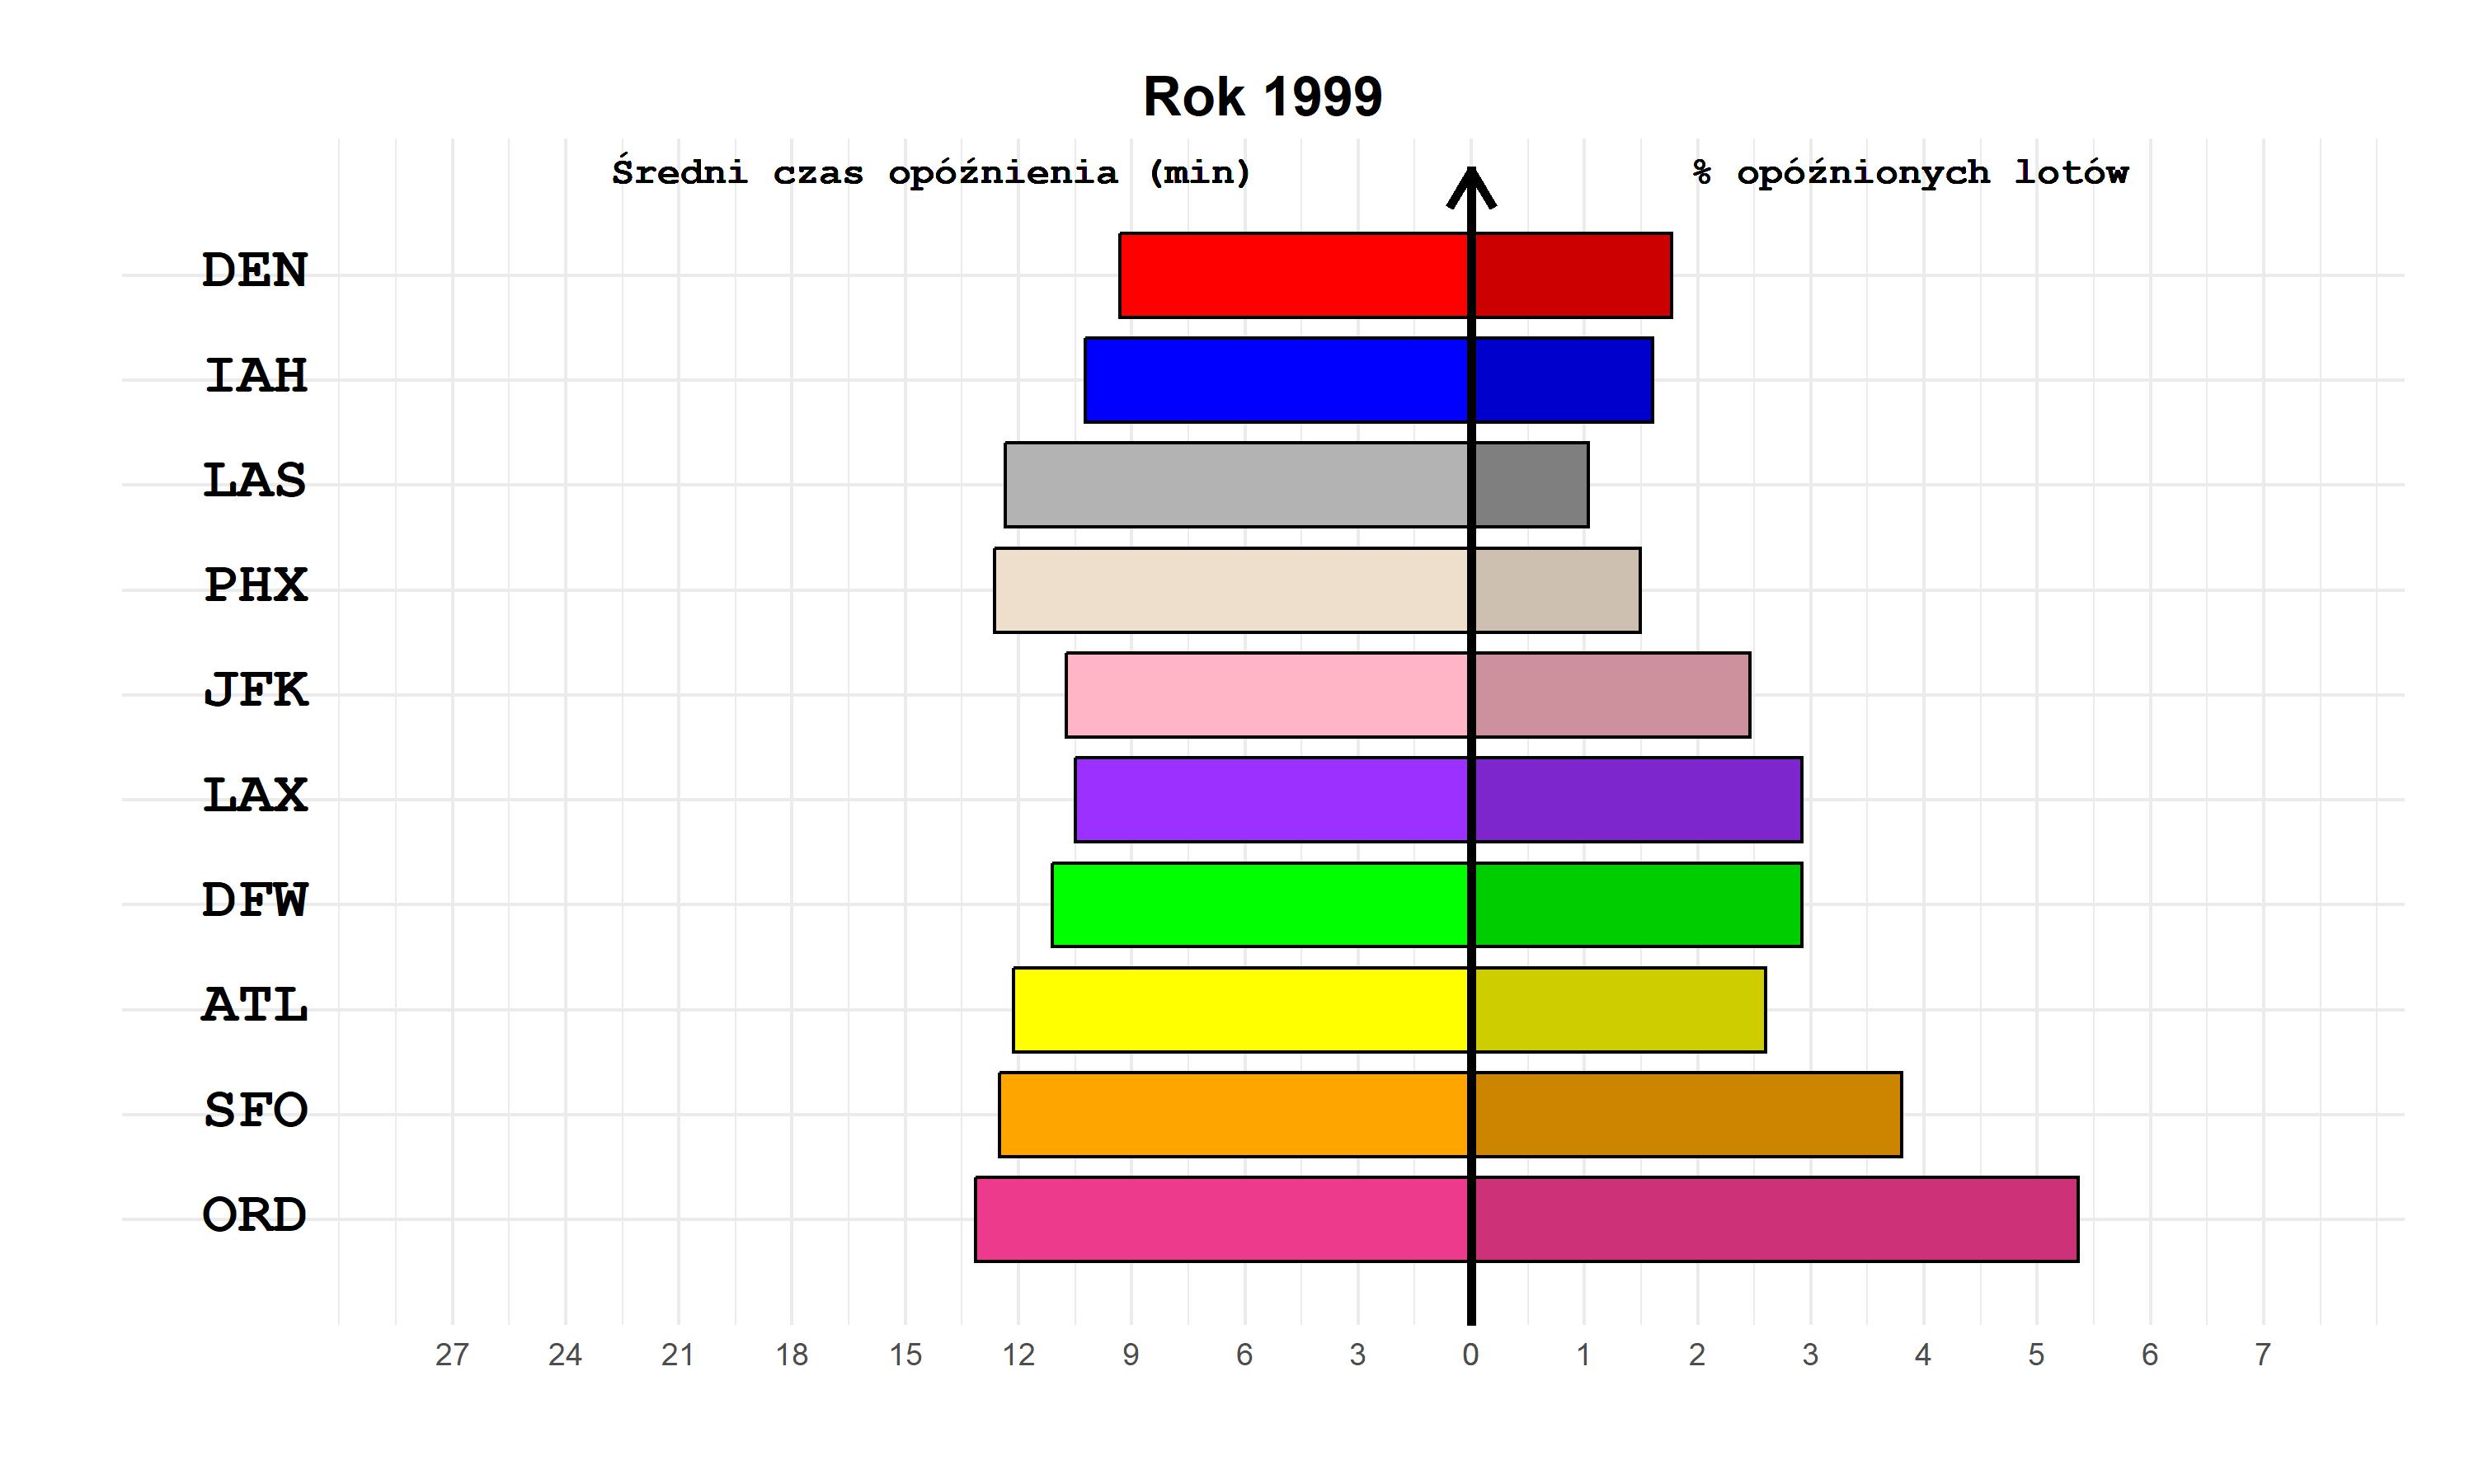 Rok 1999
Średni czas opóźnienia (min) % opóźnionych lotów
DEN
IAH
LAS
PHX
JFK
LAX
DFW
ATL
SFO
ORD
27 24 21 18 15 12 9 6 3 0 1 2 3 4 5 6 7